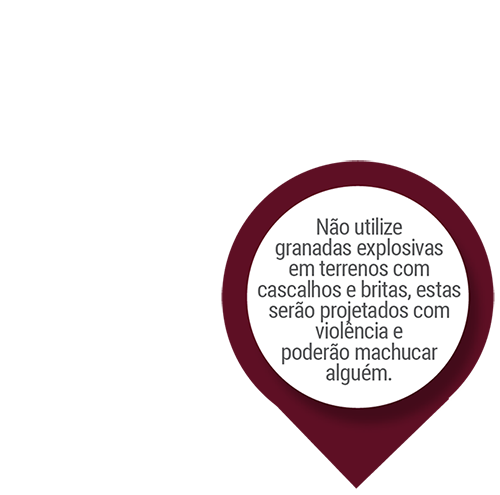 Não utilize
granadas explosivas
em terrenos com
cascalhos e britas, estas
serão projetados com
violência e
poderão machucar
alguém.